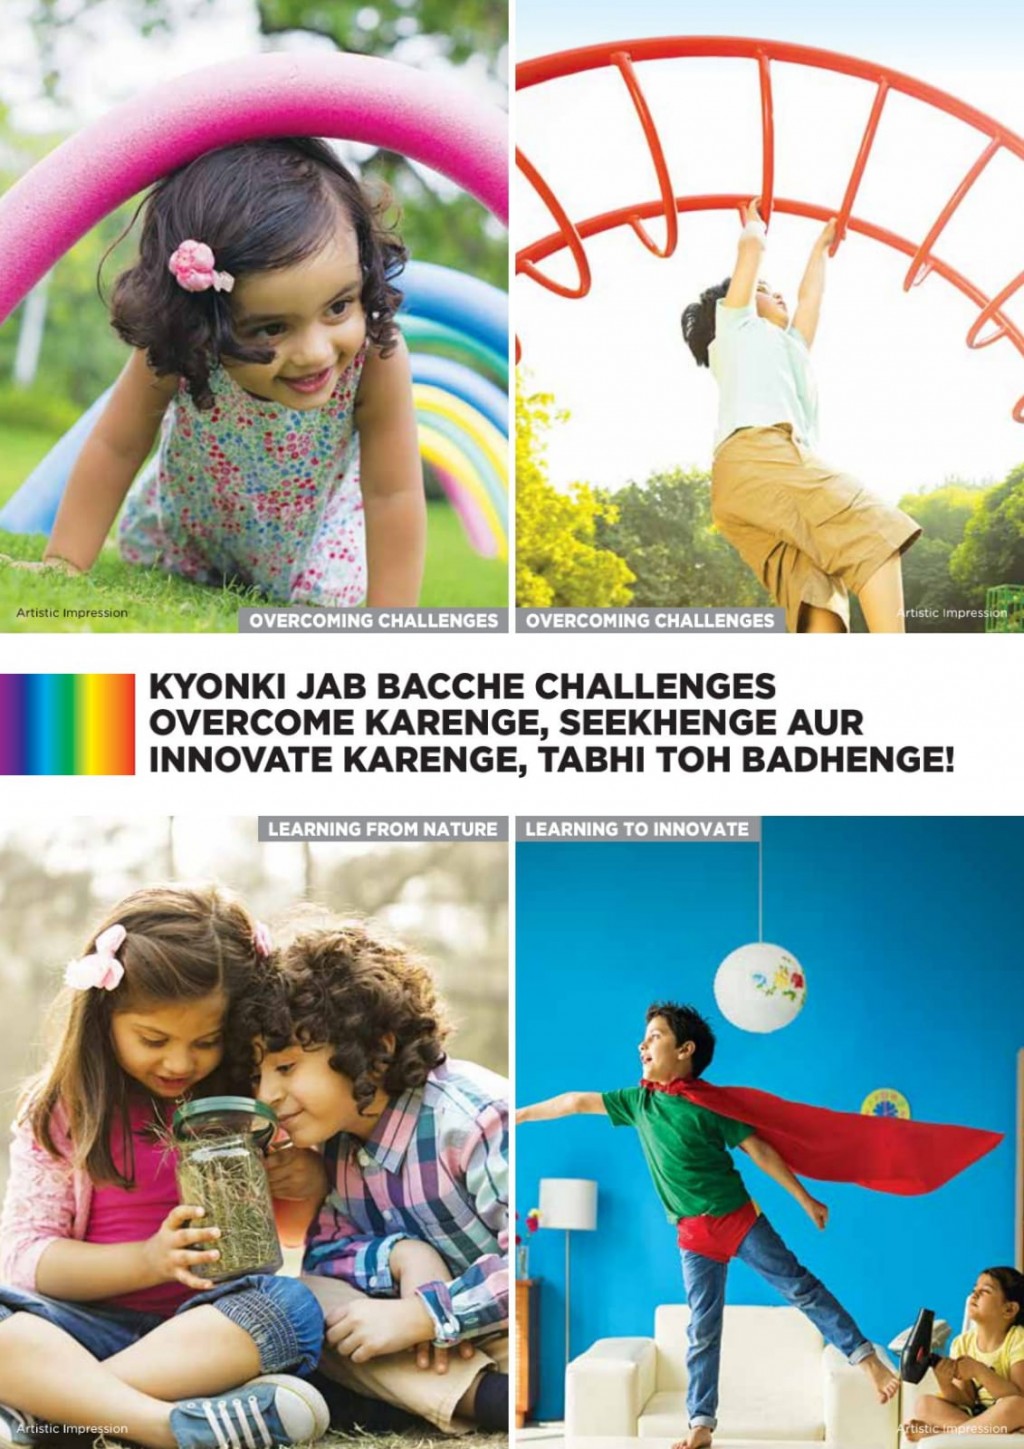 Artistic Impression
OVERCOMING CHALLENGES
OVERCOMING CHALLENGES
Artistic Impression
KYONKI JAB BACCHE CHALLENGES
OVERCOME KARENGE, SEEKHENGE AUR
INNOVATE KARENGE, TABHI TOH BADHENGE!
LEARNING FROM NATURE
LEARNING TO INNOVATE
Artistic Impression
Artistic Impression